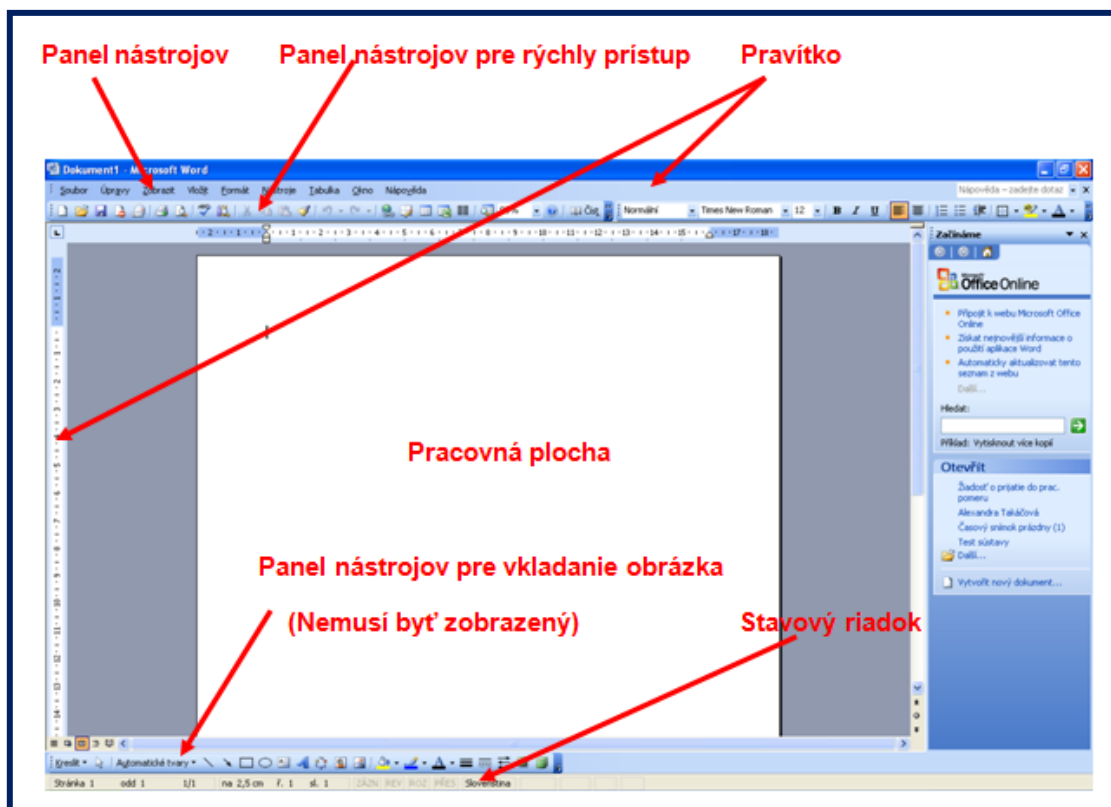 Panel nástrojov Panel nástrojov pre rýchly prístup Pravítko
Dokument1 - Microsoft Word
Soubor Úpravy Zobrazit Vložit Formát Nástroje Tabulka Okno Nápověda Nápověda – zadejte dotaz
Normální Times New Roman 12 B I U
Začínáme
Microsoft
Office Online
Připojit k webu Microsoft Office
Online
Získat nejnovější informace o
použití aplikace Word
Automaticky aktualizovat tento
seznam z webu
Další...
Hledat:
Příklad: Vytisknout více kopií
Otevřít
Žiadosť o prijatie do prac.
pomeru
Alexandra Takáčová
Časový snímok prázdny (1)
Test sústavy
Další...
Vytvořit nový dokument...
Pracovná plocha
Panel nástrojov pre vkladanie obrázka
(Nemusí byť zobrazený)
Stavový riadok
Kreslit Automatické tvary
Stránka 1 odd 1 1/1 na 2,5 cm ř. 1 sl. 1 ZÁZN REV ROZ PŘES Slovenština